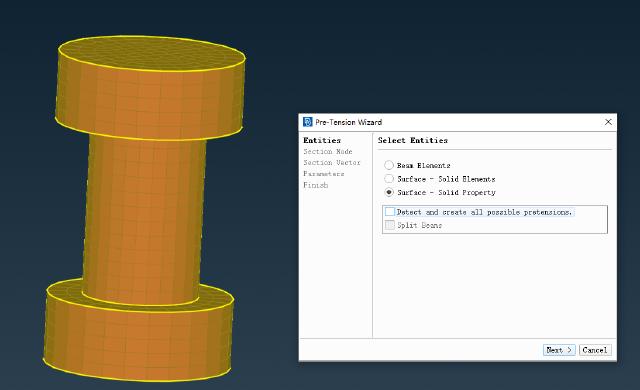 Pre-Tension Wizard
Entities
Section Node
Section Vector
Parameters
Finish
Select Entities
Beam Elements
Surface - Solid Elements
Surface - Solid Property
Detect and create all possible pretensions.
Split Beams
Next >
Cancel